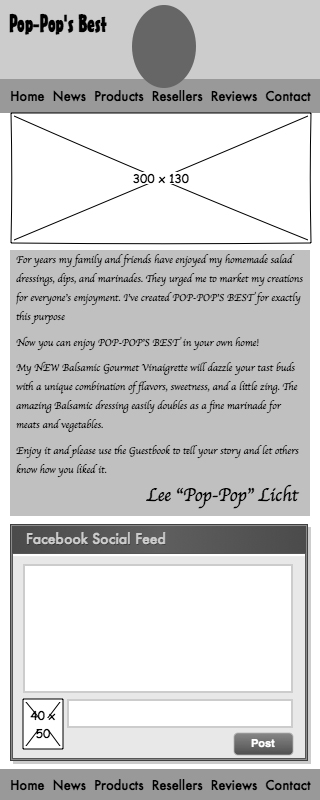 Pop-Pop's Best
Home News Products Resellers Reviews Contact
300 x 130
For years my family and friends have enjoyed my homemade salad
dressings, dips, and marinades. They urged me to market my creations
for everyone's enjoyment. I've created POP-POP'S BEST for exactly
this purpose
Now you can enjoy POP-POP'S BEST in your own home!
My NEW Balsamic Gourmet Vinaigrette will dazzle your tast buds
with a unique combination of flavors, sweetness, and a little zing. The
amazing Balsamic dressing easily doubles as a fine marinade for
meats and vegetables.
Enjoy it and please use the Guestbook to tell your story and let others
know how you liked it.
Lee "Pop-Pop" Licht
Facebook Social Feed
40 x
50
Post
Home News Products Resellers Reviews Contact